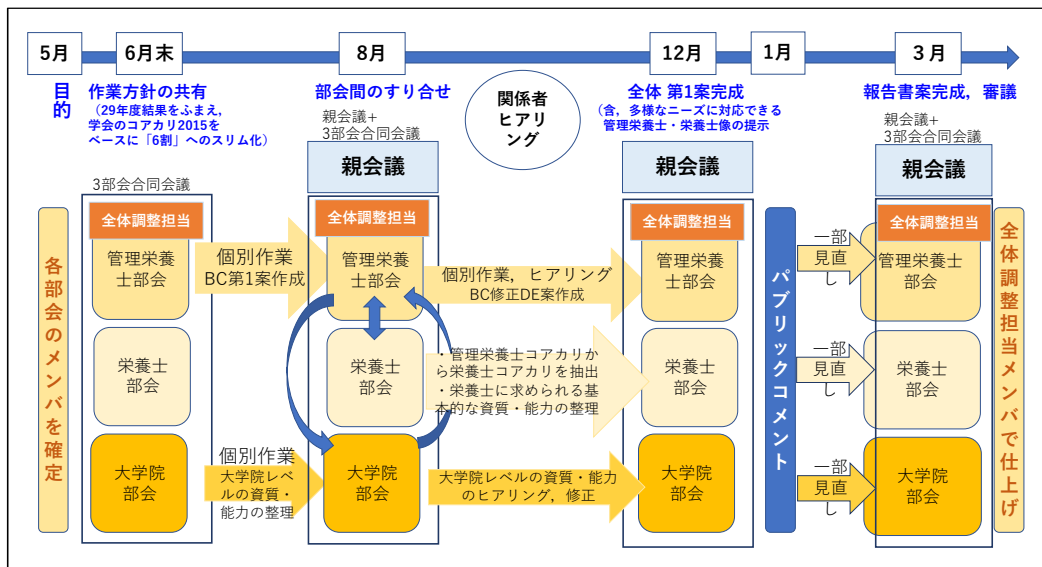 5月
6月末
8月
12月
1月
3月
目的
作業方針の共有
（29年度結果をふまえ，
学会のコアカリ2015を
ベースに「6割」へのスリム化）
部会間のすり合せ
親会議+
3部会合同会議
関係者
ヒアリ
ング
全体 第1案完成
（含，多様なニーズに対応できる
管理栄養士・栄養士像の提示
報告書案完成，審議
親会議+
3部会合同会議
3部会合同会議
親会議
親会議
親会議
各部会のメンバを確定
全体調整担当
管理栄養
士部会
栄養士
部会
大学院
部会
個別作業
BC第1案作成
個別作業
大学院レベ
ルの資質・
能力の整理
全体調整担当
管理栄養
士部会
栄養士
部会
大学院
部会
個別作業，ヒアリング
BC修正DE案作成
・管理栄養士コアカリか
ら栄養士コアカリを抽出
・栄養士に求められる基
本的な資質・能力の整理
大学院レベルの資質・能力
のヒアリング，修正
全体調整担当
管理栄養
士部会
栄養士
部会
大学院
部会
パブリックコメント
一部
見直
し
一部
見直
し
一部
見直
し
全体調整担当
管理栄養士
部会
栄養士
部会
大学院
部会
全体調整担当メンバで仕上げ